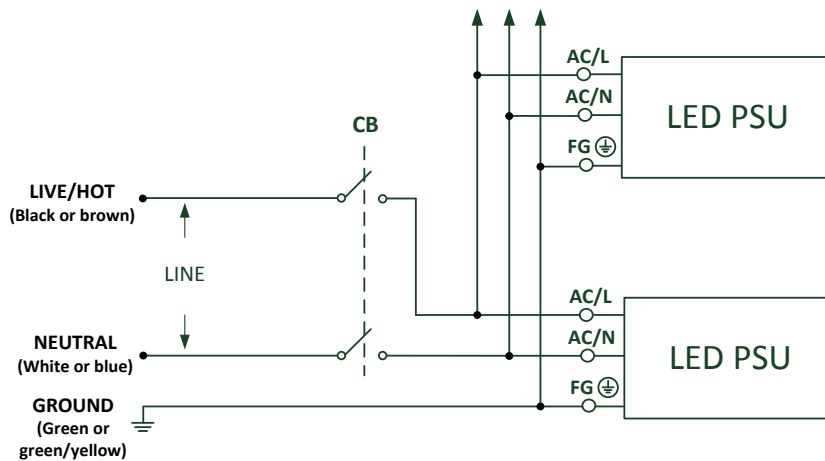 AC/L
AC/N
FG
LED PSU
CB
LIVE/HOT
(Black or brown)
LINE
NEUTRAL
(White or blue)
GROUND
(Green or
green/yellow)
AC/L
AC/N
FG
LED PSU